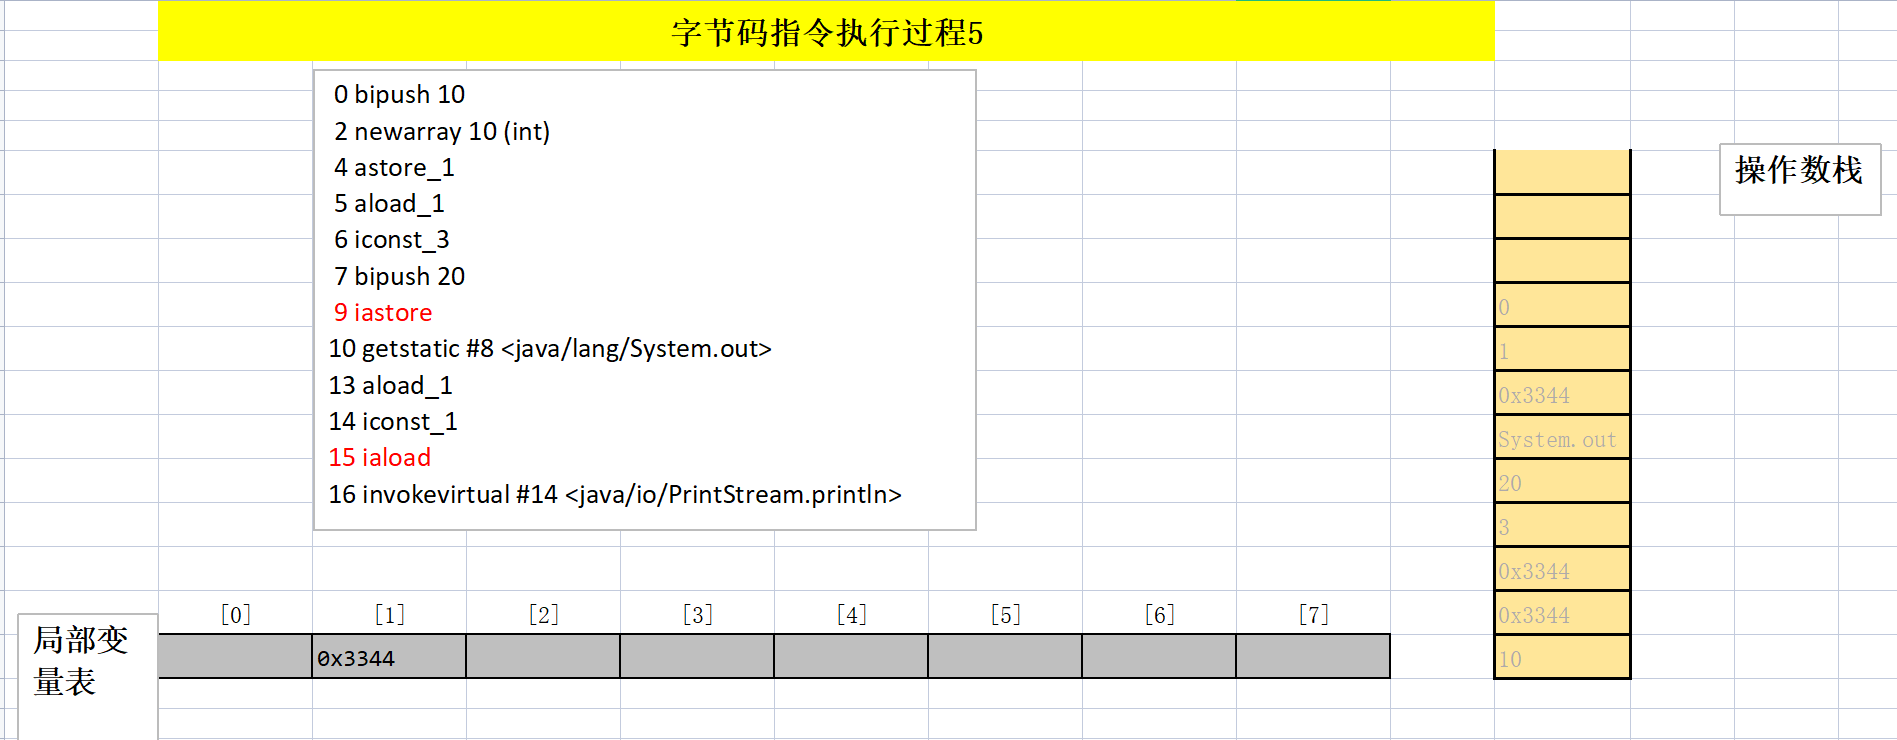 字节码指令执行过程5
0 bipush 10
2 newarray 10 (int)
4 astore_1
5 aload_1
6 iconst_3
7 bipush 20
9 iastore
10 getstatic #8 <java/lang/System.out>
13 aload_1
14 iconst_1
15 iaload
16 invokevirtual #14 <java/io/PrintStream.println>
操作数栈
0
1
0x3344
System.out
20
3
0x3344
0x3344
10
[0] [1] [2] [3] [4] [5] [6] [7]
局部变
量表
0x3344